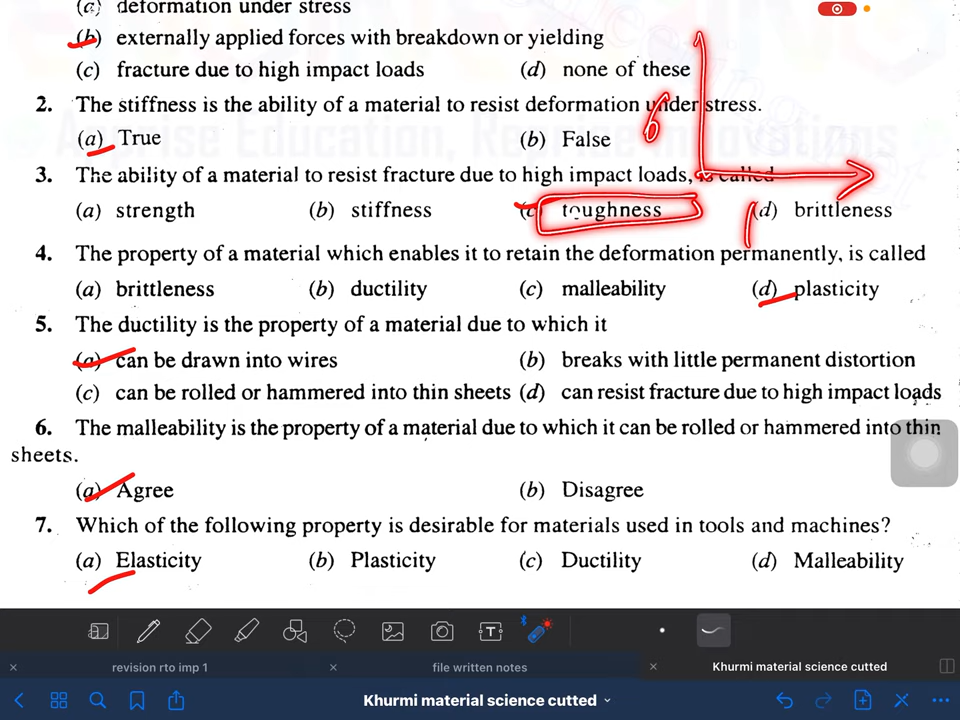 (a) deformation under stress
(b) externally applied forces with breakdown or yielding
(c) fracture due to high impact loads (d) none of these
2. The stiffness is the ability of a material to resist deformation under stress.
(a) True (b) False
3. The ability of a material to resist fracture due to high impact loads, is called
(a) strength (b) stiffness (c) toughness (d) brittleness
4. The property of a material which enables it to retain the deformation permanently, is called
(a) brittleness (b) ductility (c) malleability (d) plasticity
5. The ductility is the property of a material due to which it
(a) can be drawn into wires (b) breaks with little permanent distortion
(c) can be rolled or hammered into thin sheets (d) can resist fracture due to high impact loads
6. The malleability is the property of a material due to which it can be rolled or hammered into thin
sheets.
(a) Agree (b) Disagree
7. Which of the following property is desirable for materials used in tools and machines?
(a) Elasticity (b) Plasticity (c) Ductility (d) Malleability
revision rto imp 1 file written notes Khurmi material science cutted
Khurmi material science cutted